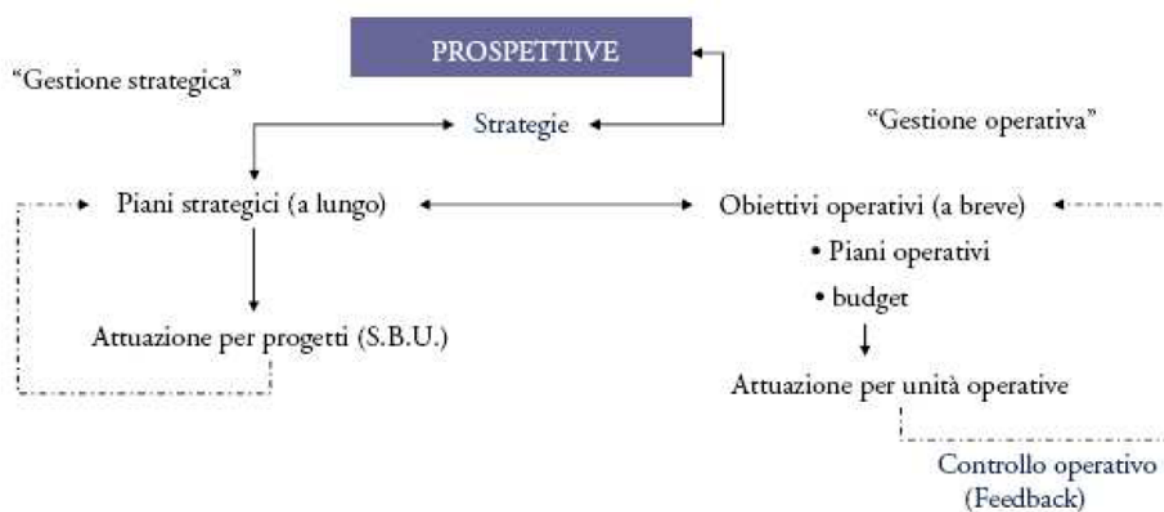 PROSPETTIVE
“Gestione strategica”
Strategie
“Gestione operativa”
Piani strategici (a lungo)
Obiettivi operativi (a breve)
• Piani operativi
• budget
Attuazione per progetti (S.B.U.)
Attuazione per unità operative
Controllo operativo
(Feedback)